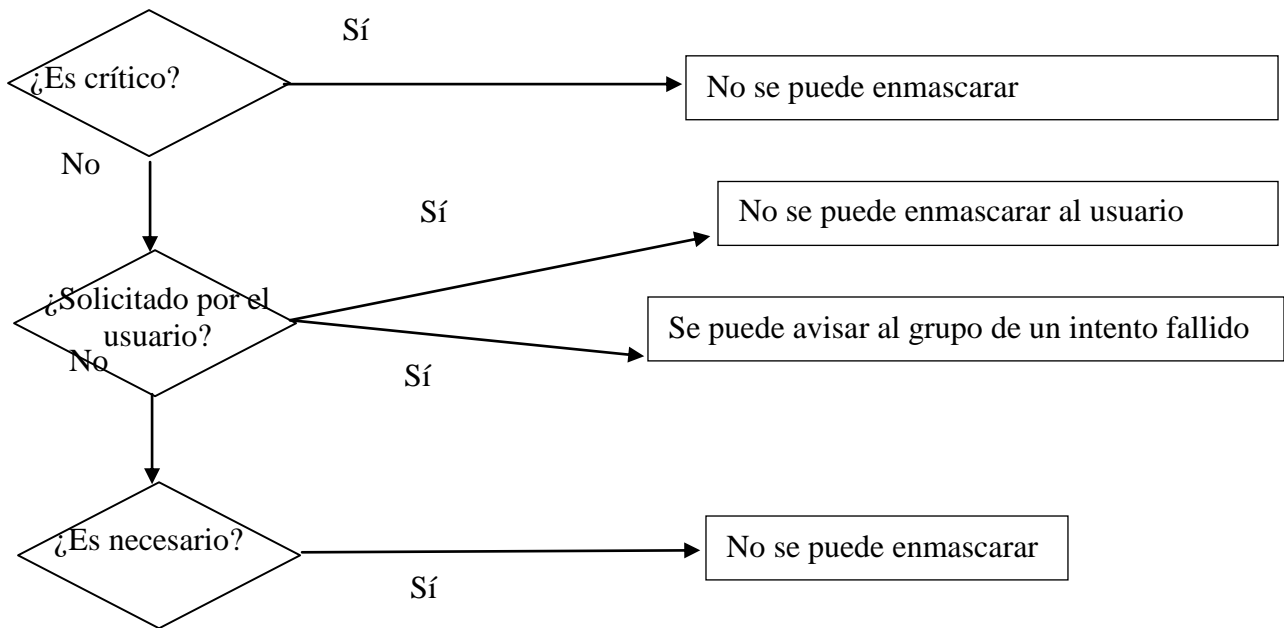 Sí
¿Es crítico?
No se puede enmascarar
No
Sí
No se puede enmascarar al usuario
¿Solicitado por el
usuario?
Se puede avisar al grupo de un intento fallido
No
Sí
¿Es necesario?
No se puede enmascarar
Sí